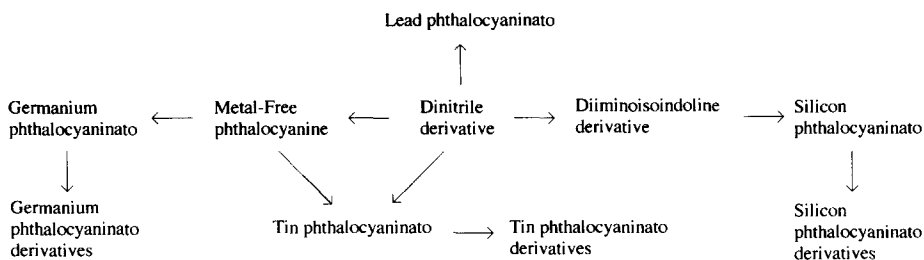 Lead phthalocyaninato
Germanium
phthalocyaninato
Metal-Free
phthalocyanine
Dinitrile
derivative
Diiminoisoindoline
derivative
Silicon
phthalocyaninato
Germanium
phthalocyaninato
derivatives
Tin phthalocyaninato
Tin phthalocyaninato
derivatives
Silicon
phthalocyaninato
derivatives